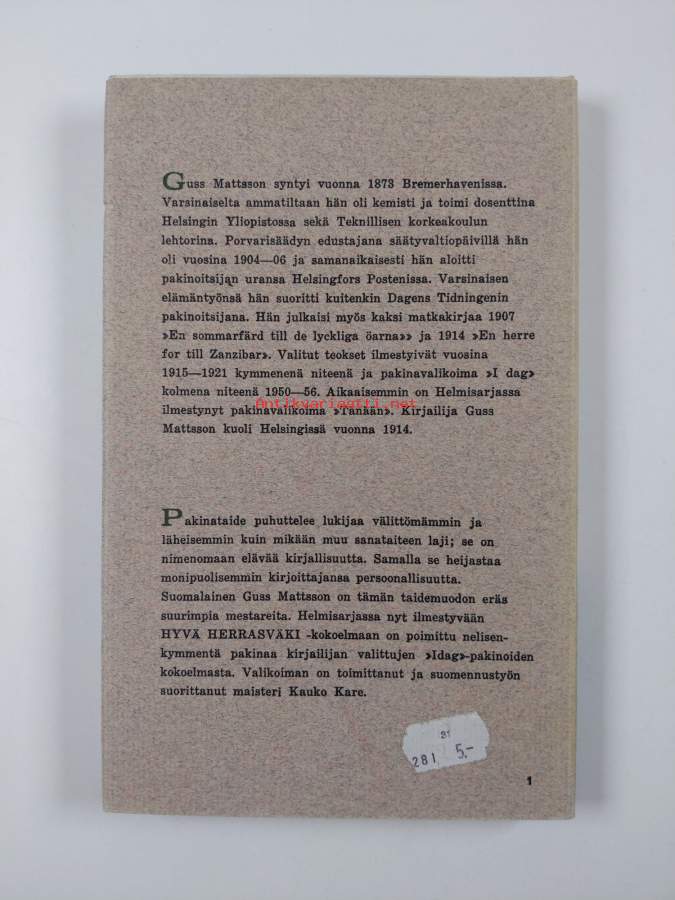 Guss Mattsson syntyi vuonna 1873 Bremerhavenissa.
Varsinaiselta ammatiltaan hän oli kemisti ja toimi dosenttina
Helsingin Yliopistossa sekä Teknillisen korkeakoulun
lehtorina. Porvarisäädyn edustajana säätyvaltiopäivillä hän
oli vuosina 1904—06 ja samanaikaisesti hän aloitti
pakinoitsijan uransa Helsingfors Postenissa. Varsinaisen
elämäntyönsä hän suoritti kuitenkin Dagens Tidningenin
pakinoitsijana. Hän julkaisi myös kaksi matkakirjaa 1907
»En sommarfärd till de lyckliga öarna»» ja 1914 »En herre
for till Zanzibar». Valitut teokset ilmestyivät vuosina
1915—1921 kymmenenä niteenä ja pakinavalikoima »I dag»
kolmena niteenä 1950—56. Aikaaisemmin on Helmisarjassa
Antikvariaatti.net
ilmestynyt pakinavalikoima »Tänään». Kirjailija Guss
Mattsson kuoli Helsingissä vuonna 1914.
Pakinataide puhuttelee lukijaa välittömämmin ja
läheisemmin kuin mikään muu sanataiteen laji; se on
nimenomaan elävää kirjallisuutta. Samalla se heijastaa
monipuolisemmin kirjoittajansa persoonallisuutta.
Suomalainen Guss Mattsson on tämän taidemuodon eräs
suurimpia mestareita. Helmisarjassa nyt ilmestyvään
HYVÄ HERRASVÄKI -kokoelmaan on poimittu nelisen-
kymmentä pakinaa kirjailijan valittujen »Idag»-pakinoiden
kokoelmasta. Valikoiman on toimittanut ja suomennustyön
suorittanut maisteri Kauko Kare.
281 5,-
1